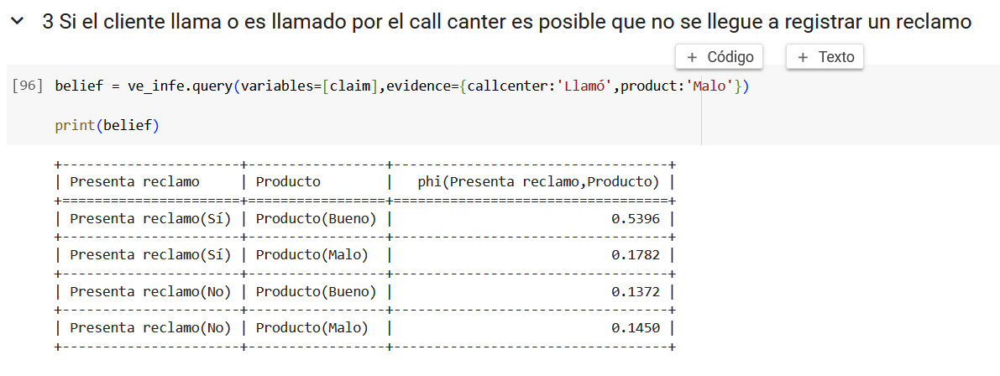 3 Si el cliente llama o es llamado por el call canter es posible que no se llegue a registrar un reclamo
+ Código + Texto
[96] belief = ve_infe.query(variables=[claim],evidence={callcenter:'Llamó',product:'Malo'})
print(belief)
+----------------------+-----------------+----------------------------------+
| Presenta reclamo     | Producto        |   phi(Presenta reclamo,Producto) |
+======================+=================+==================================+
| Presenta reclamo(Sí) | Producto(Bueno) |                           0.5396 |
+----------------------+-----------------+----------------------------------+
| Presenta reclamo(Sí) | Producto(Malo)  |                           0.1782 |
+----------------------+-----------------+----------------------------------+
| Presenta reclamo(No) | Producto(Bueno) |                           0.1372 |
+----------------------+-----------------+----------------------------------+
| Presenta reclamo(No) | Producto(Malo)  |                           0.1450 |
+----------------------+-----------------+----------------------------------+